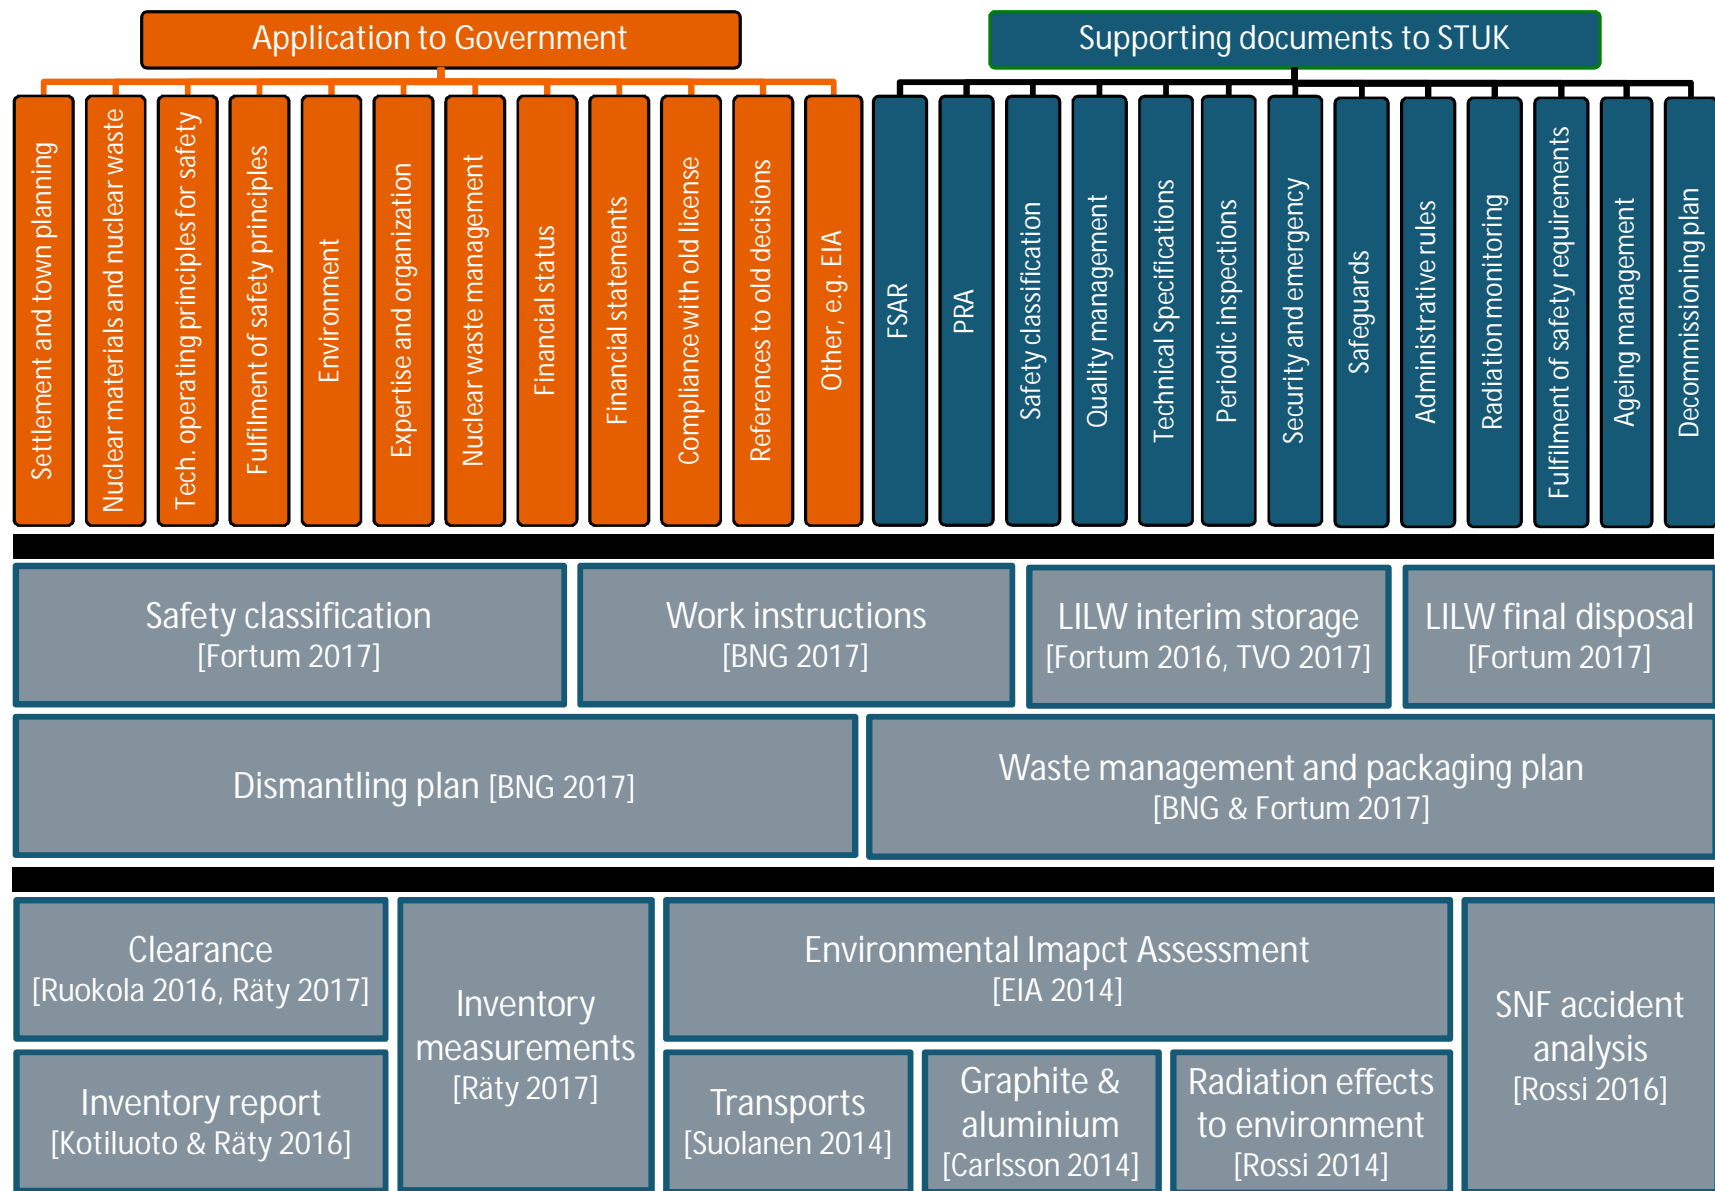 Application to Government
Supporting documents to STUK
Settlement and town planning
Nuclear materials and nuclear waste
Tech. operating principles for safety
Fulfilment of safety principles
Environment
Expertise and organization
Nuclear waste management
Financial status
Financial statements
Compliance with old license
References to old decisions
Other, e.g. EIA
FSAR
PRA
Safety classification
Quality management
Technical Specifications
Periodic inspections
Security and emergency
Safeguards
Administrative rules
Radiation monitoring
Fulfilment of safety requirements
Ageing management
Decommissioning plan
Safety classification
[Fortum 2017]
Work instructions
[BNG 2017]
LILW interim storage
[Fortum 2016, TVO 2017]
LILW final disposal
[Fortum 2017]
Dismantling plan [BNG 2017]
Waste management and packaging plan
[BNG & Fortum 2017]
Clearance
[Ruokola 2016, Räty 2017]
Inventory
measurements
[Räty 2017]
Environmental Imapct Assessment
[EIA 2014]
SNF accident
analysis
[Rossi 2016]
Inventory report
[Kotiluoto & Räty 2016]
Transports
[Suolanen 2014]
Graphite &
aluminium
[Carlsson 2014]
Radiation effects
to environment
[Rossi 2014]